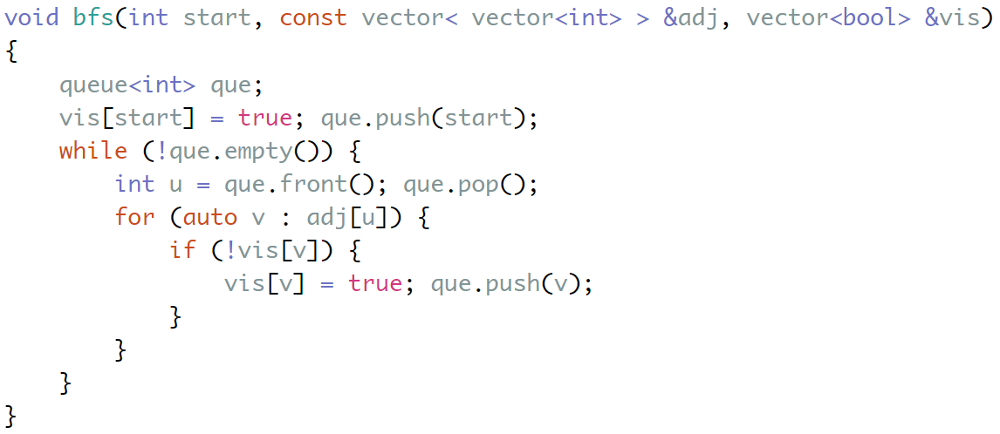 void bfs(int start, const vector< vector<int> > &adj, vector<bool> &vis)
{
    queue<int> que;
    vis[start] = true; que.push(start);
    while (!que.empty()) {
        int u = que.front(); que.pop();
        for (auto v : adj[u]) {
            if (!vis[v]) {
                vis[v] = true; que.push(v);
            }
        }
    }
}